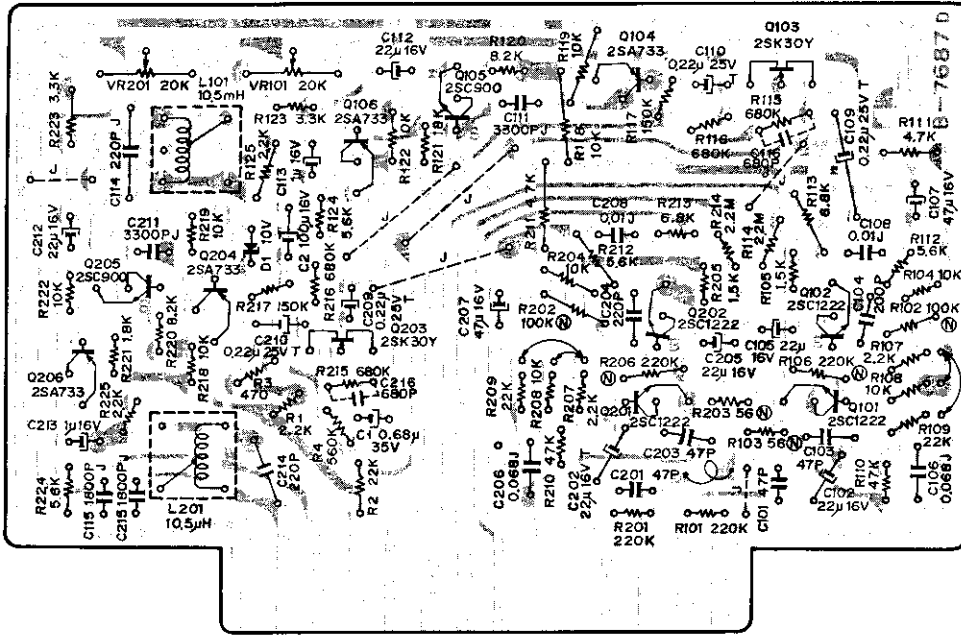 C112
22µ16V
R120
8.2K
R119
10K
Q104
2SA733
C110
0.22µ 25V
T
Q103
2SK30Y
B-7687D
VR201 20K
L101
10.5mH
VR101 20K
Q105
2SC900
R223 3.3K
R123 3.3K
Q106
2SA733
C111
3300PJ
R118
10K
R117
150K
R115
680K
R116
680K
C109
0.22µ 25V T
R111
4.7K
C114 220PJ
R125
2.2K
C113
1µ 16V
R122
10K
R121 1.8K
J
C107
47µ16V
C212
22µ16V
C211
3300PJ
R219
10K
D1 10V
C2 100µ16V
R124
5.6K
R211 4.7K
C208
0.01J
R213
6.8K
R214
2.2M
R114
2.2M
R113
6.8K
C108
0.01J
R112
5.6K
Q205
2SC900
Q204
2SA733
R212
5.6K
R204
10K
R205
1.5K
R105
1.5K
Q102
2SC1222
R104 10K
R222
10K
R217 150K
R216 680K
C209
0.22µ
25V T
C207
47µ16V
R202
100K N
C204
220P
Q202
2SC1222
C104
200P
R102 100K
N
R221 1.8K
R220 8.2K
C210
0.22µ 25V T
Q203
2SK30Y
C205
22µ16V
C105 22µ
16V
R107
2.2K
Q206
2SA733
R218 10K
R3
470
R215 680K
C216
680P
R206 220K
N
R106 220K
N
R108
10K
R225
2.2K
R1
2.2K
R4
560K
C1 0.68µ
35V
R209
22K
R208 10K
R207
2.2K
Q201
2SC1222
R203 56 N
Q101
2SC1222
R109
22K
C213 1µ16V
R103 56 N
R224
5.6K
C115 1800PJ
C215 1800PJ
L201
10.5µH
C214
220P
R2 22K
C206
0.068J
R210 47K
C202
22µ16V T
C203
47P
C201
47P
C101 47P
C103
47P
C102
22µ16V
R110
47K
C106
0.068J
R201
220K
R101 220K